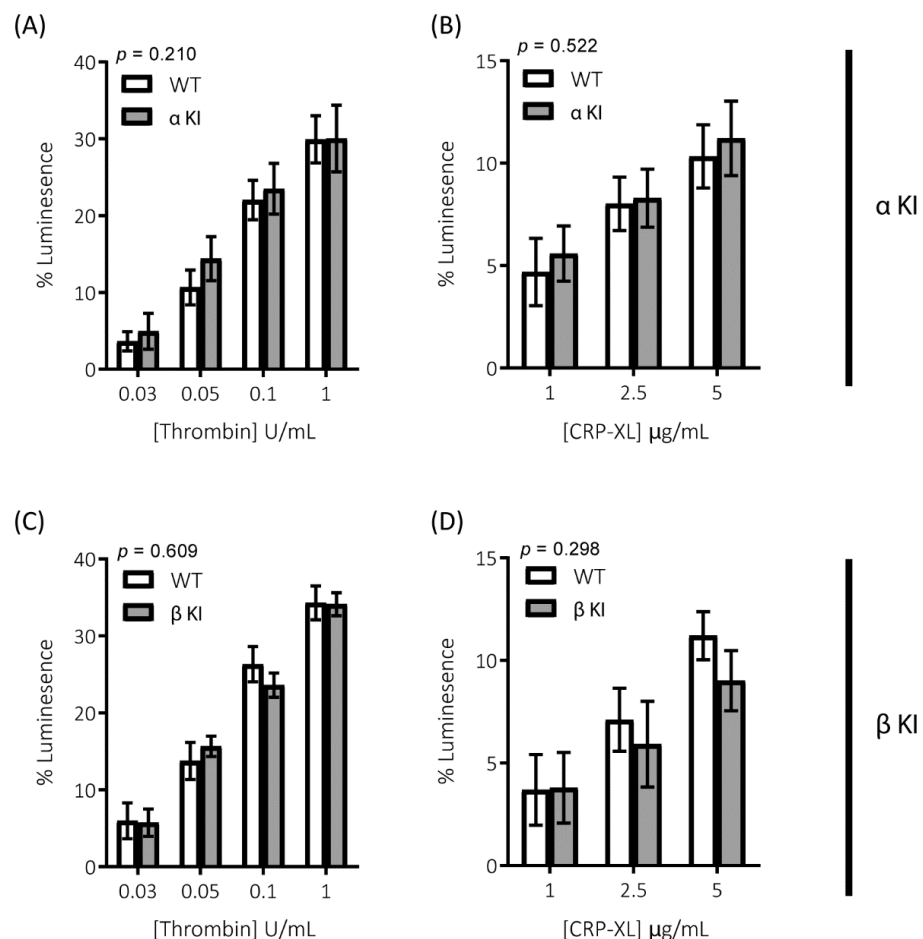 (A)
p = 0.210
WT
α KI
40
30
20
10
0
% Luminesence
0.03 0.05 0.1 1
[Thrombin] U/mL
(B)
p = 0.522
WT
α KI
15
10
5
0
% Luminesence
1 2.5 5
[CRP-XL] μg/mL
α KI
(C)
p = 0.609
WT
β KI
40
30
20
10
0
% Luminesence
0.03 0.05 0.1 1
[Thrombin] U/mL
(D)
p = 0.298
WT
β KI
15
10
5
0
% Luminesence
1 2.5 5
[CRP-XL] μg/mL
β KI